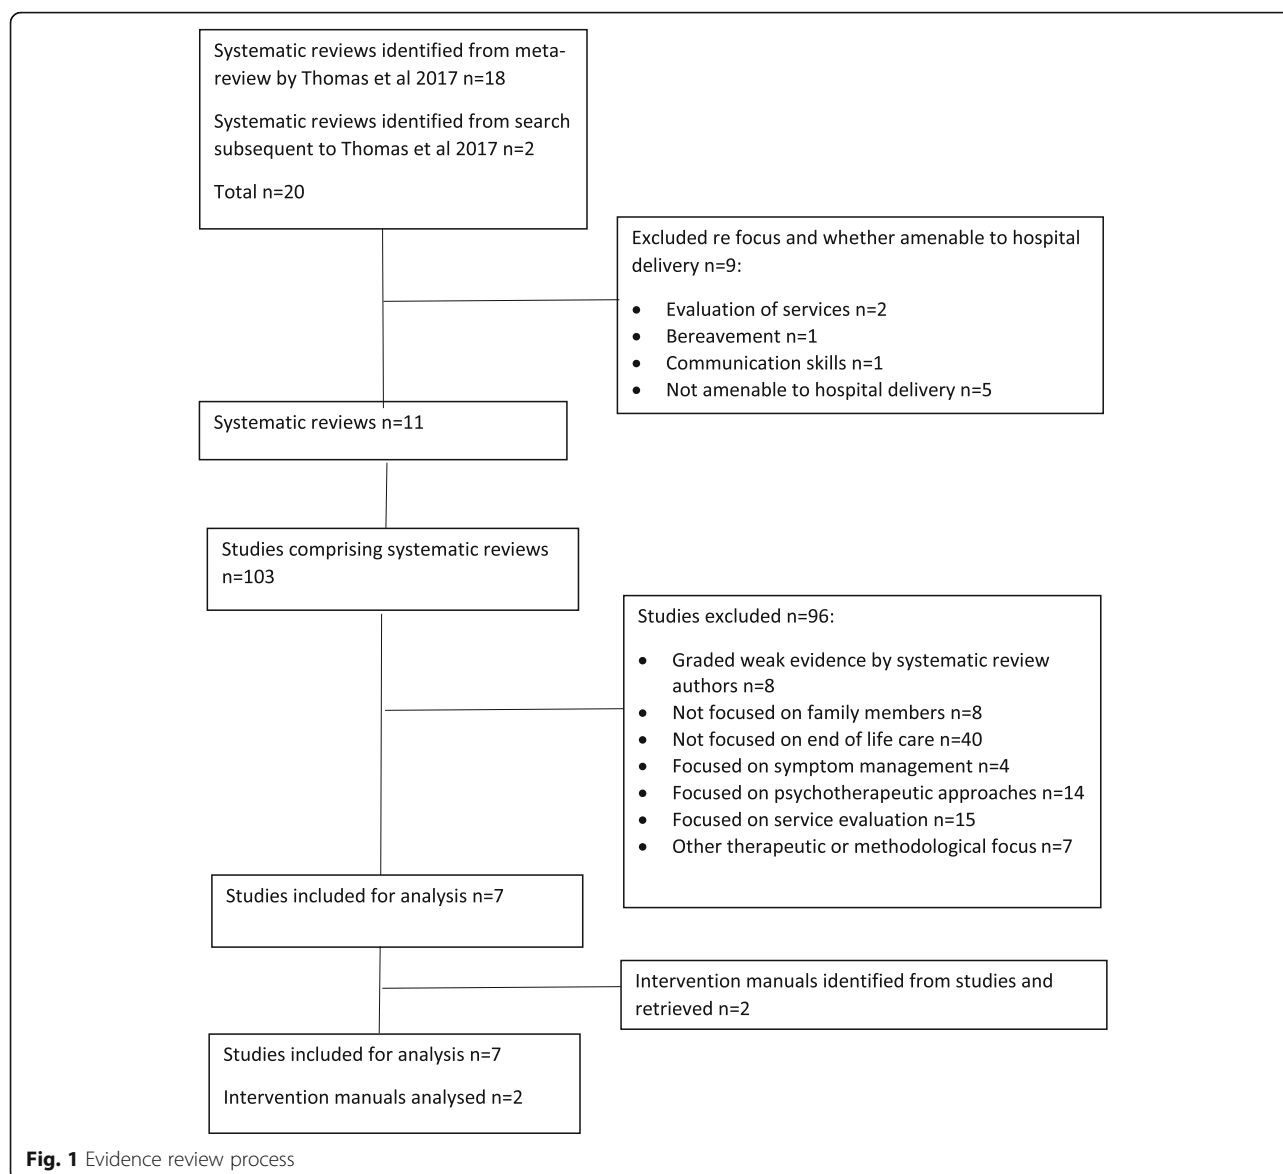 Systematic reviews identified from meta-
review by Thomas et al 2017 n=18
Systematic reviews identified from search
subsequent to Thomas et al 2017 n=2
Total n=20
Excluded re focus and whether amenable to hospital
delivery n=9:
• Evaluation of services n=2
• Bereavement n=1
• Communication skills n=1
• Not amenable to hospital delivery n=5
Systematic reviews n=11
Studies comprising systematic reviews
n=103
Studies excluded n=96:
• Graded weak evidence by systematic review
authors n=8
• Not focused on family members n=8
• Not focused on end of life care n=40
• Focused on symptom management n=4
• Focused on psychotherapeutic approaches n=14
• Focused on service evaluation n=15
• Other therapeutic or methodological focus n=7
Studies included for analysis n=7
Intervention manuals identified from studies and
retrieved n=2
Studies included for analysis n=7
Intervention manuals analysed n=2
Fig. 1 Evidence review process